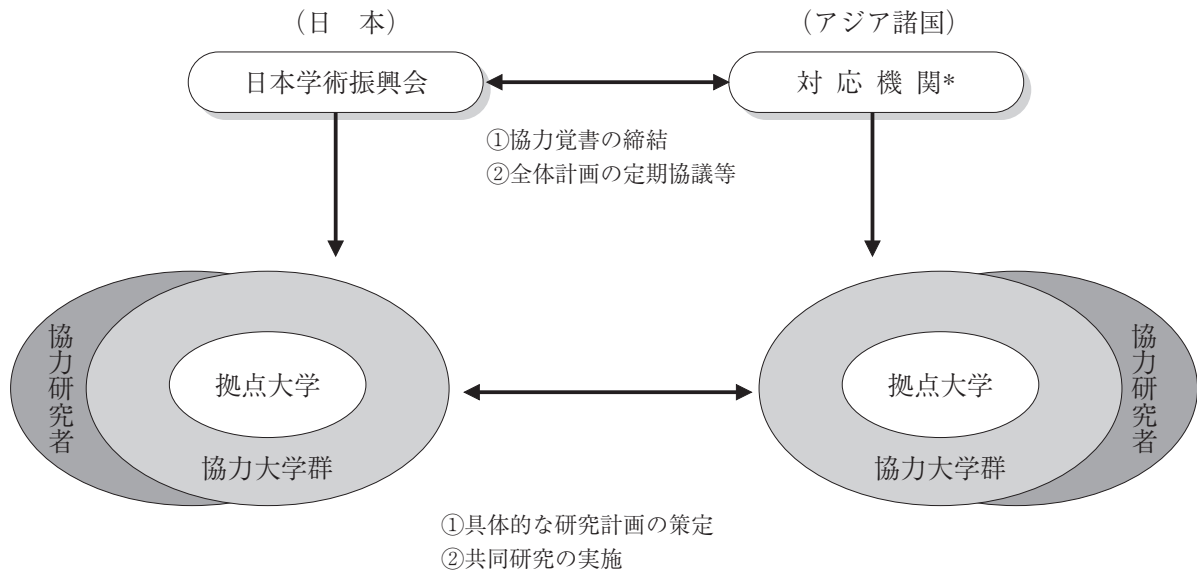 （日　本）
（アジア諸国）
日本学術振興会
対 応 機 関*
①協力覚書の締結
②全体計画の定期協議等
協力研究者
拠点大学
協力大学群
拠点大学
協力大学群
協力研究者
①具体的な研究計画の策定
②共同研究の実施